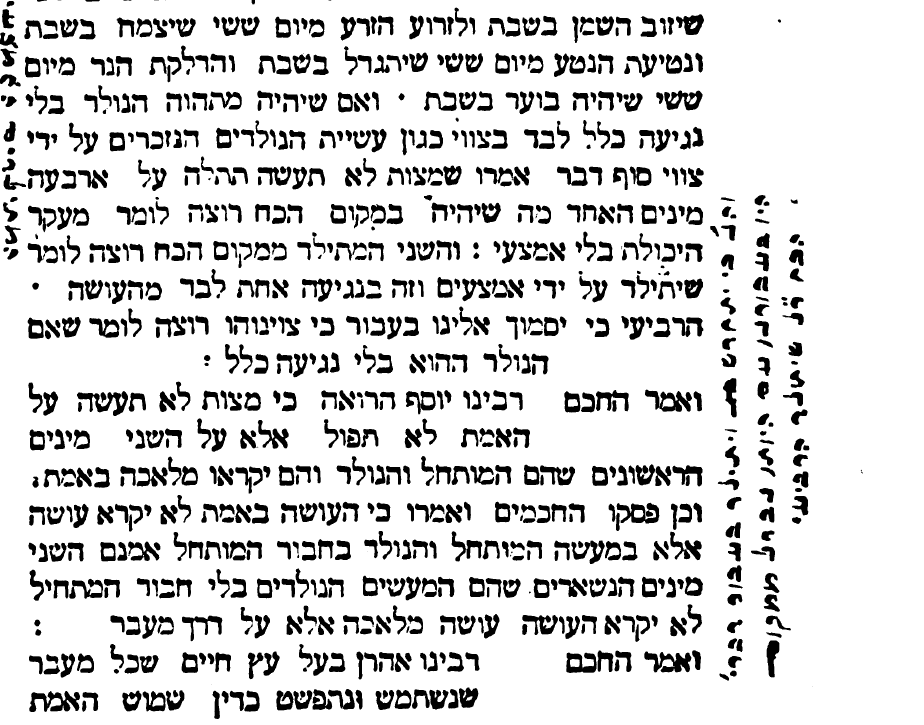 שיזוב השמן בשבת ולזרוע הזרע מיום ששי שיצמח בשבת
ונטיעת הנטע מיום ששי שיתגדל בשבת והדלקת הנר מיום
ששי שיהיה בוער בשבת · ואם שיהיה מתהוה הנולד בלי
נגיעה כלל לבד בצווי כגון עשיית הנולדים הנזכרים על ידי
צווי סוף דבר אמרו שמצות לא תעשה תחלה על ארבעה
מינים האחד מה שיהיה במקום הכח רוצה לומר מעקר
היכולת בלי אמצעי : והשני המתילד ממקום הכח רוצה לומר
שיתילד על ידי אמצעים וזה בנגיעה אחת לבד מהעושה ·
הרביעי כי יסמוך אלינו בעבור כי צוינוהו רוצה לומר שאם
הנולד ההוא בלי נגיעה כלל :
ואמר החכם רבינו יוסף הרואה כי מצות לא תעשה על
האמת לא תפול אלא על השני מינים
הראשונים שהם המותחל והנולד והם יקראו מלאכה באמת :
וכן פסקו החכמים ואמרו כי העושה באמת לא יקרא עושה
אלא במעשה המיתחל והנולד בחבור המותחל אמנם השני
מינים הנשארים שהם המעשים הנולדים בלי חבור המתחיל
לא יקרא העושה עושה מלאכה אלא על דרך מעבר :
ואמר החכם רבינו אהרן בעל עץ חיים שכל מעבר
שנשתמש ונתפשט כדין שמוש האמת